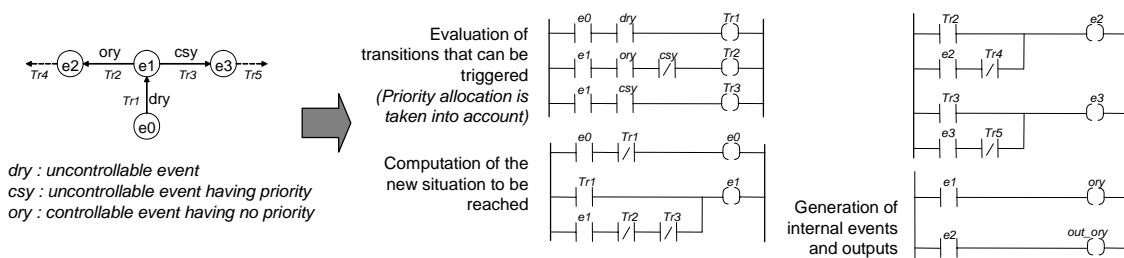 ory
csy
e2
e1
e3
Tr4
Tr2
Tr3
Tr5
Tr1
dry
e0
dry : uncontrollable event
csy : uncontrollable event having priority
ory : controllable event having no priority
Evaluation of
transitions that can be
triggered
(Priority allocation is
taken into account)
e0 dry Tr1
e1 ory csy Tr2
e1 csy Tr3
Computation of the
new situation to be
reached
e0 Tr1 e0
Tr1 e1
e1 Tr2 Tr3
Tr2 e2
e2 Tr4
Tr3 e3
e3 Tr5
Generation of
internal events
and outputs
e1 ory
e2 out_ory